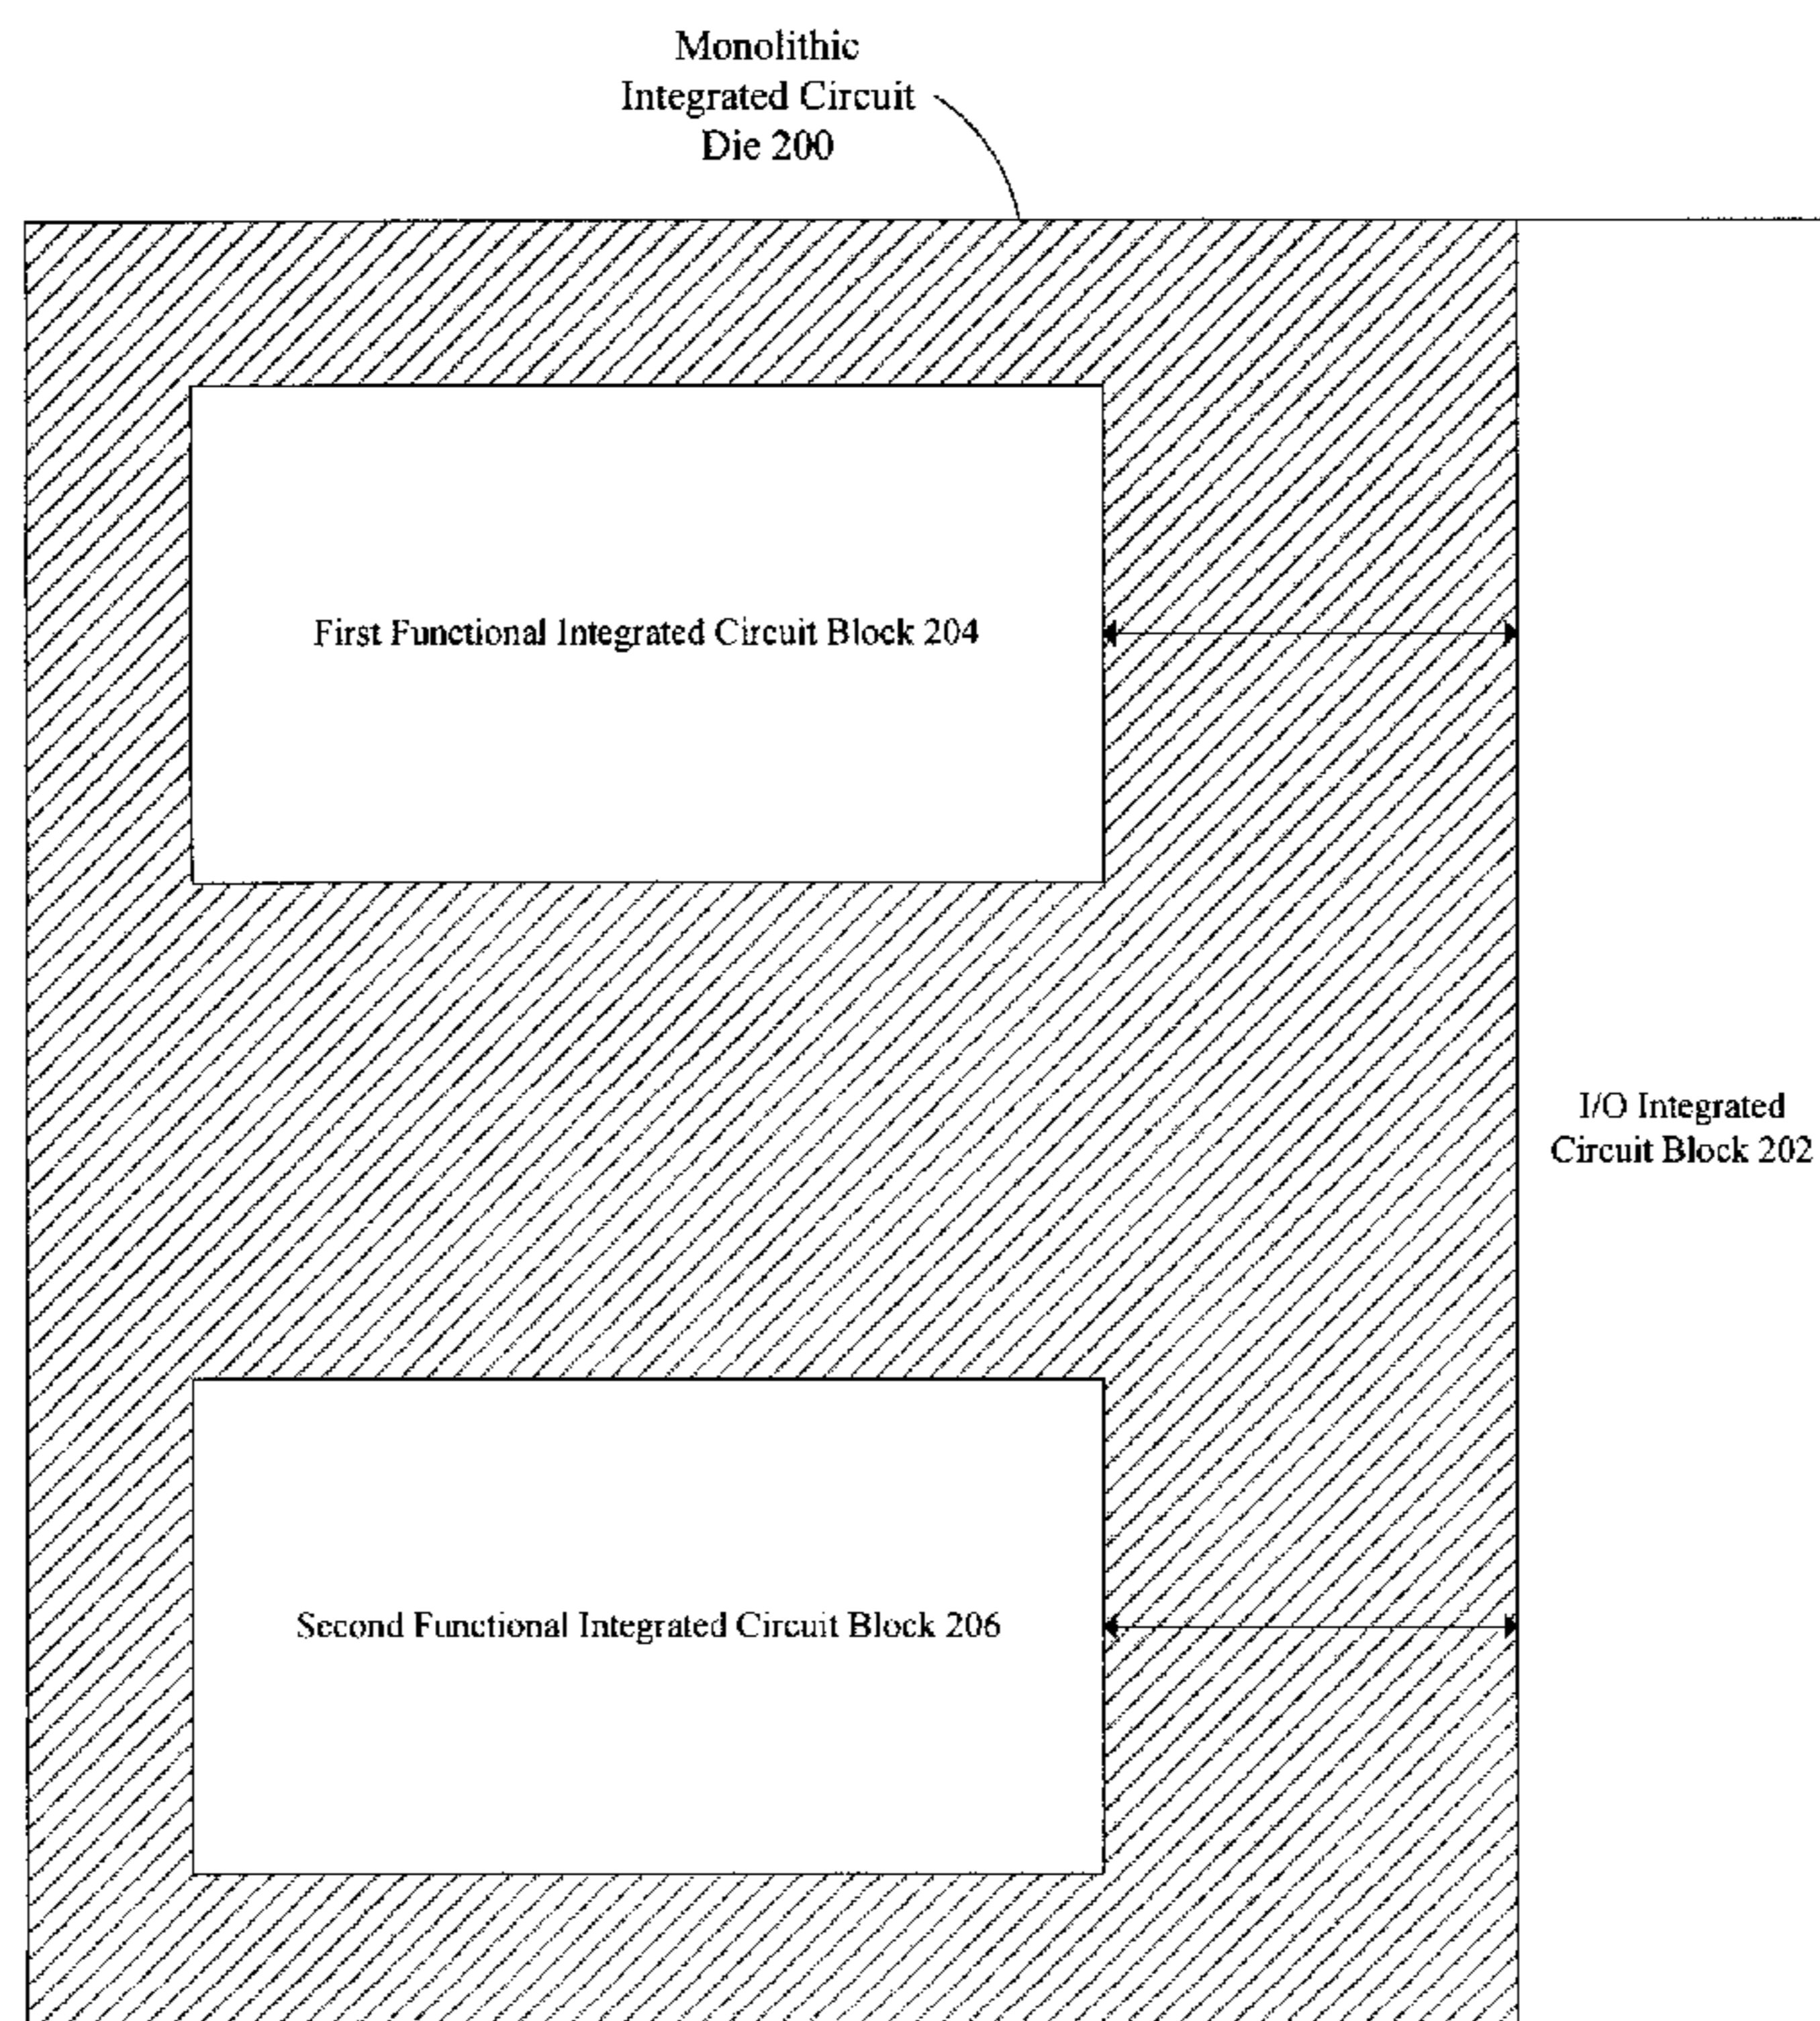 Monolithic
Integrated Circuit
Die 200
First Functional Integrated Circuit Block 204
I/O Integrated
Circuit Block 202
Second Functional Integrated Circuit Block 206